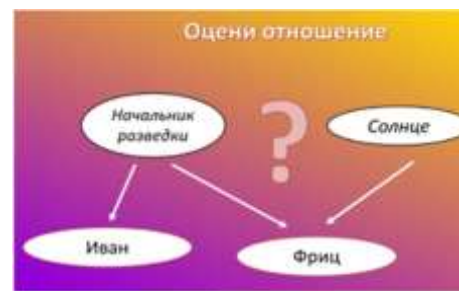 Оцени отношение
Начальник
разведки
?
Солнце
Иван
Фриц